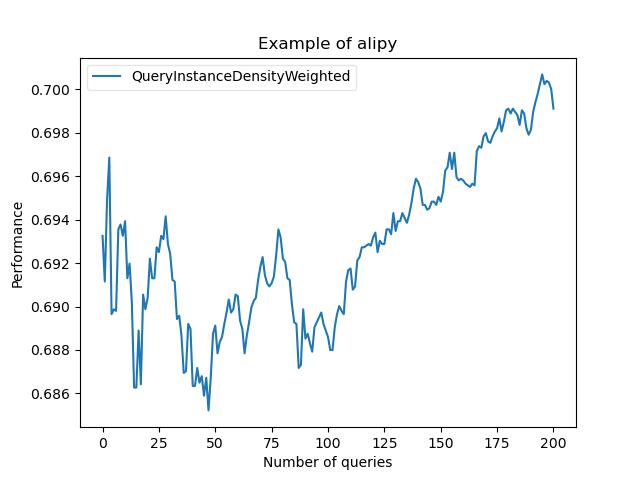 Example of alipy
QueryInstanceDensityWeighted
Performance
0.700
0.698
0.696
0.694
0.692
0.690
0.688
0.686
0 25 50 75 100 125 150 175 200
Number of queries